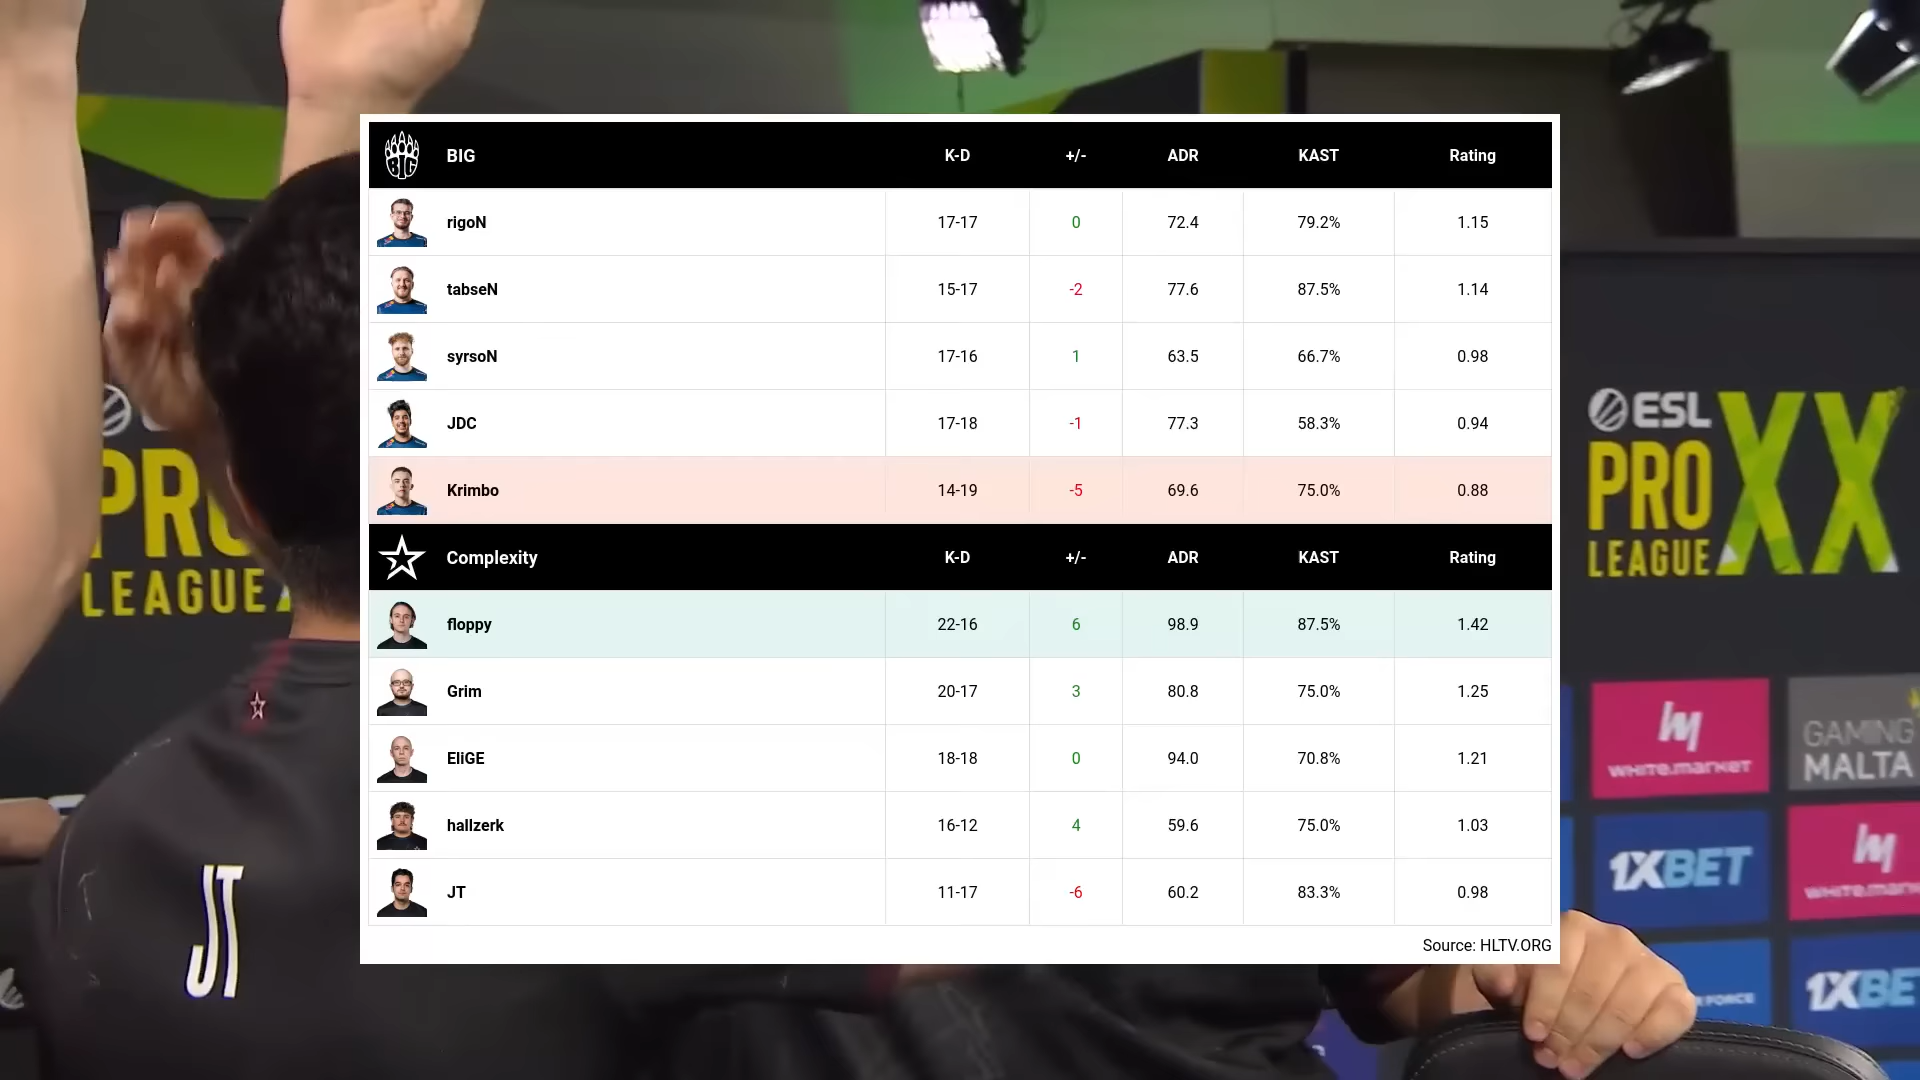 BIG K-D +/- ADR KAST Rating
rigoN 17-17 0 72.4 79.2% 1.15
tabseN 15-17 -2 77.6 87.5% 1.14
syrsoN 17-16 1 63.5 66.7% 0.98
JDC 17-18 -1 77.3 58.3% 0.94
Krimbo 14-19 -5 69.6 75.0% 0.88
Complexity K-D +/- ADR KAST Rating
floppy 22-16 6 98.9 87.5% 1.42
Grim 20-17 3 80.8 75.0% 1.25
EliGE 18-18 0 94.0 70.8% 1.21
hallzerk 16-12 4 59.6 75.0% 1.03
JT 11-17 -6 60.2 83.3% 0.98
Source: HLTV.ORG
PRO
LEAGUE
JT
ESL
PRO
LEAGUE
XX
WHITE.MARKET
GAMING
MALTA
1XBET
1XBE